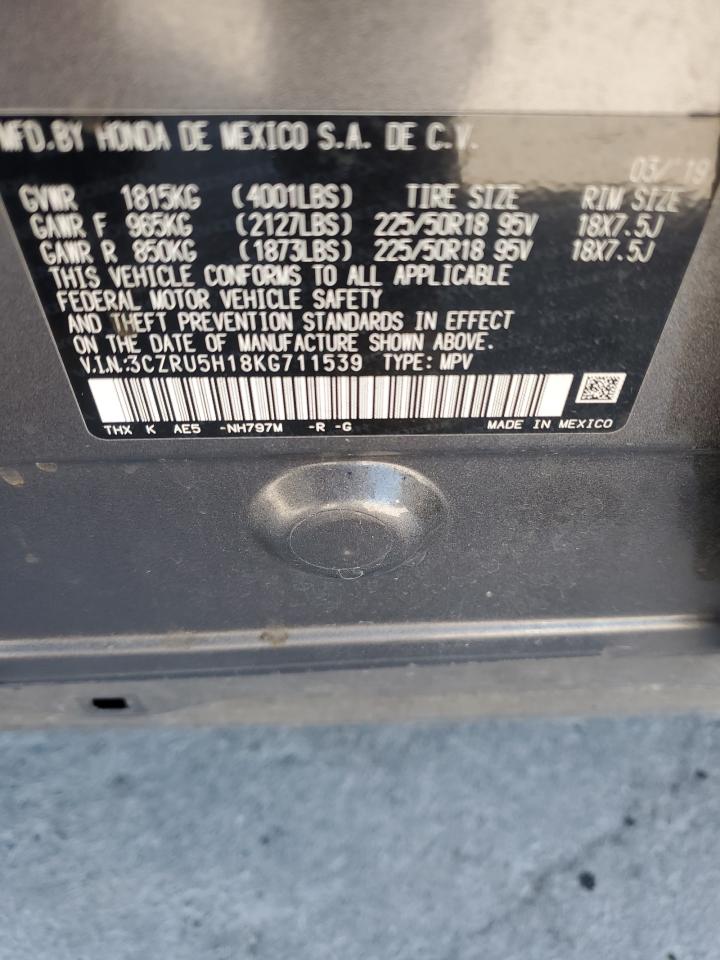 MFD.BY HONDA DE MEXICO S.A. DE C.V.
03/'19
GVWR 1815KG (4001LBS) TIRE SIZE RIM SIZE
GAWR F 965KG (2127LBS) 225/50R18 95V 18X7.5J
GAWR R 850KG (1873LBS) 225/50R18 95V 18X7.5J
THIS VEHICLE CONFORMS TO ALL APPLICABLE
FEDERAL MOTOR VEHICLE SAFETY
AND THEFT PREVENTION STANDARDS IN EFFECT
ON THE DATE OF MANUFACTURE SHOWN ABOVE.
V.I.N.:3CZRU5H18KG711539 TYPE: MPV
THX K AE5 -NH797M -R -G MADE IN MEXICO